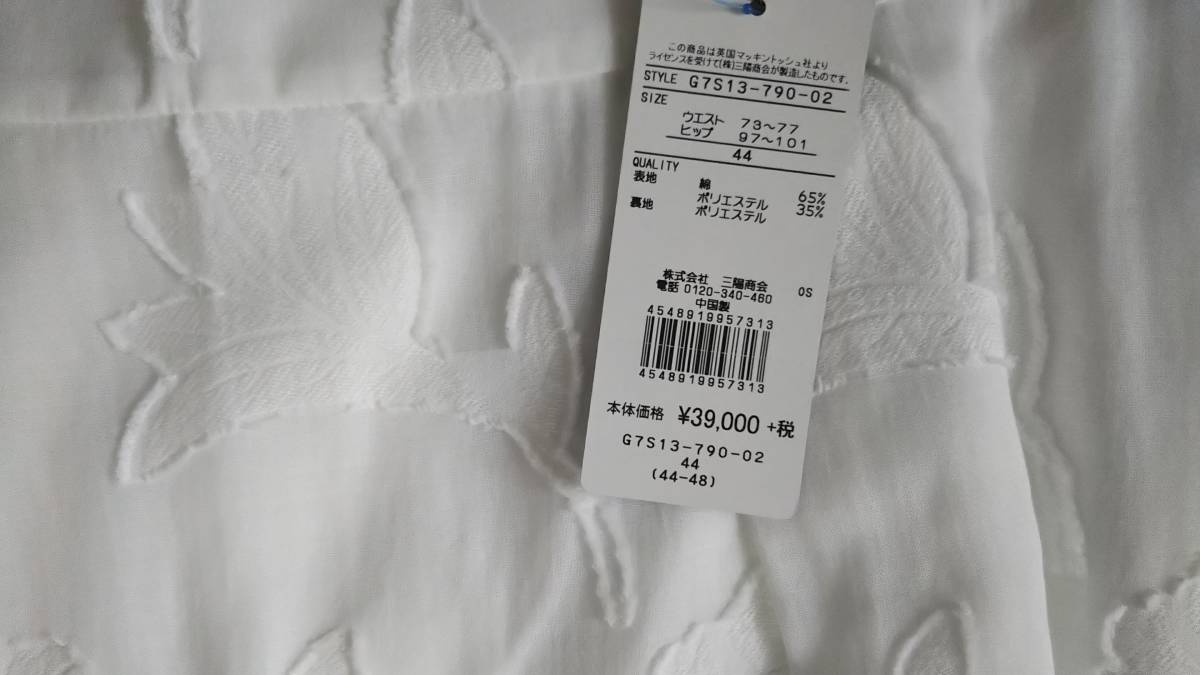 この商品は英国マッキントッシュ社より
ライセンスを受けて(株)三陽商会が製造したものです。
STYLE G7S13-790-02
SIZE
ウエスト 73〜77
ヒップ 97〜101
44
QUALITY
表地 綿 65%
ポリエステル 35%
裏地 ポリエステル
株式会社 三陽商会 OS
電話 0120-340-460
中国製
4548919957313
4548919957313
本体価格 ¥39,000 +税
G7S13-790-02
44
(44-48)